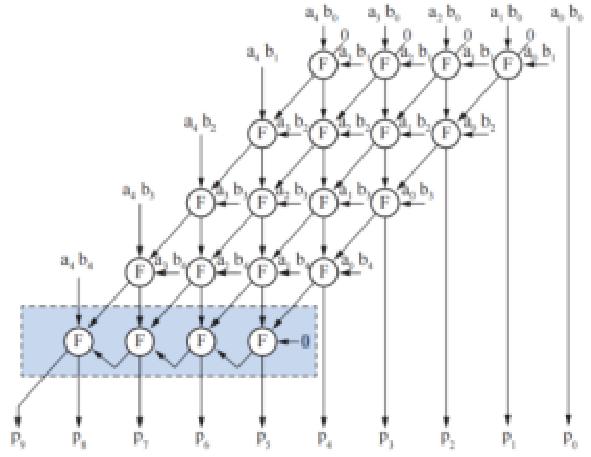 a₄ b₀ a₃ b₀ a₂ b₀ a₁ b₀ a₀ b₀
0 0 0 0
a₄ b₁
F a₃ b₁ F a₂ b₁ F a₁ b₁ F a₀ b₁
a₄ b₂
F a₃ b₂ F a₂ b₂ F a₁ b₂ F a₀ b₂
a₄ b₃
F a₃ b₃ F a₂ b₃ F a₁ b₃ F a₀ b₃
a₄ b₄
F a₃ b₄ F a₂ b₄ F a₁ b₄ F a₀ b₄
F F F F 0
p₉ p₈ p₇ p₆ p₅ p₄ p₃ p₂ p₁ p₀